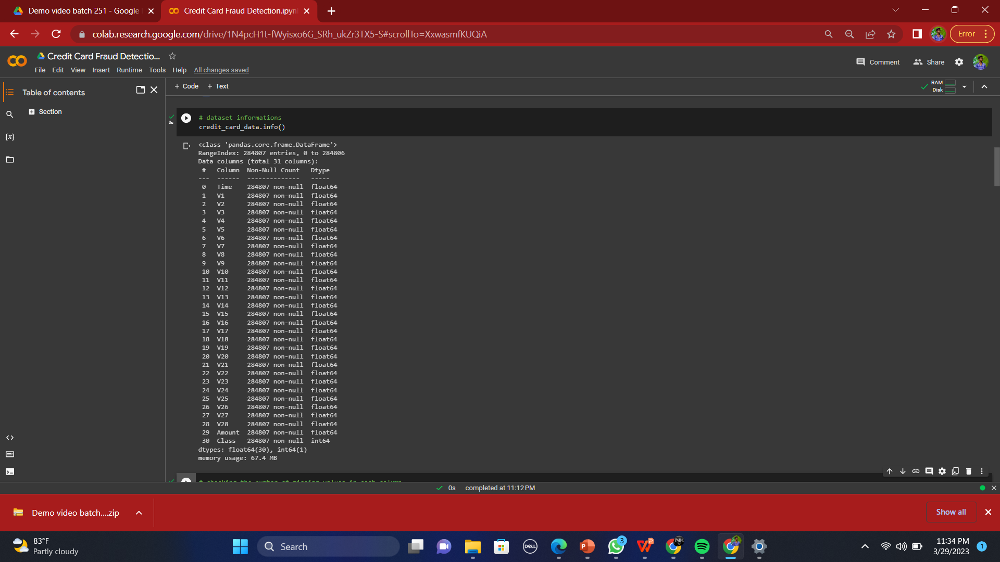 Demo video batch 251 - Google
Credit Card Fraud Detection.ipyn
colab.research.google.com/drive/1N4pcH1t-fWyisxo6G_SRh_ukZr3TX5-S#scrollTo=XxwasmfKUQiA
Error
Credit Card Fraud Detectio...
File Edit View Insert Runtime Tools Help All changes saved
Comment Share
Table of contents
+ Code + Text
RAM
Disk
Section
{x}
0s
# dataset informations
credit_card_data.info()
<class 'pandas.core.frame.DataFrame'>
RangeIndex: 284807 entries, 0 to 284806
Data columns (total 31 columns):
# Column Non-Null Count Dtype
--- ------ -------------- -----
0 Time 284807 non-null float64
1 V1 284807 non-null float64
2 V2 284807 non-null float64
3 V3 284807 non-null float64
4 V4 284807 non-null float64
5 V5 284807 non-null float64
6 V6 284807 non-null float64
7 V7 284807 non-null float64
8 V8 284807 non-null float64
9 V9 284807 non-null float64
10 V10 284807 non-null float64
11 V11 284807 non-null float64
12 V12 284807 non-null float64
13 V13 284807 non-null float64
14 V14 284807 non-null float64
15 V15 284807 non-null float64
16 V16 284807 non-null float64
17 V17 284807 non-null float64
18 V18 284807 non-null float64
19 V19 284807 non-null float64
20 V20 284807 non-null float64
21 V21 284807 non-null float64
22 V22 284807 non-null float64
23 V23 284807 non-null float64
24 V24 284807 non-null float64
25 V25 284807 non-null float64
26 V26 284807 non-null float64
27 V27 284807 non-null float64
28 V28 284807 non-null float64
29 Amount 284807 non-null float64
30 Class 284807 non-null int64
dtypes: float64(30), int64(1)
memory usage: 67.4 MB
# checking the number of missing values in each column
0s completed at 11:12 PM
Demo video batch....zip
Show all
83°F
Partly cloudy
Search
DELL
3
11:34 PM
3/29/2023
1